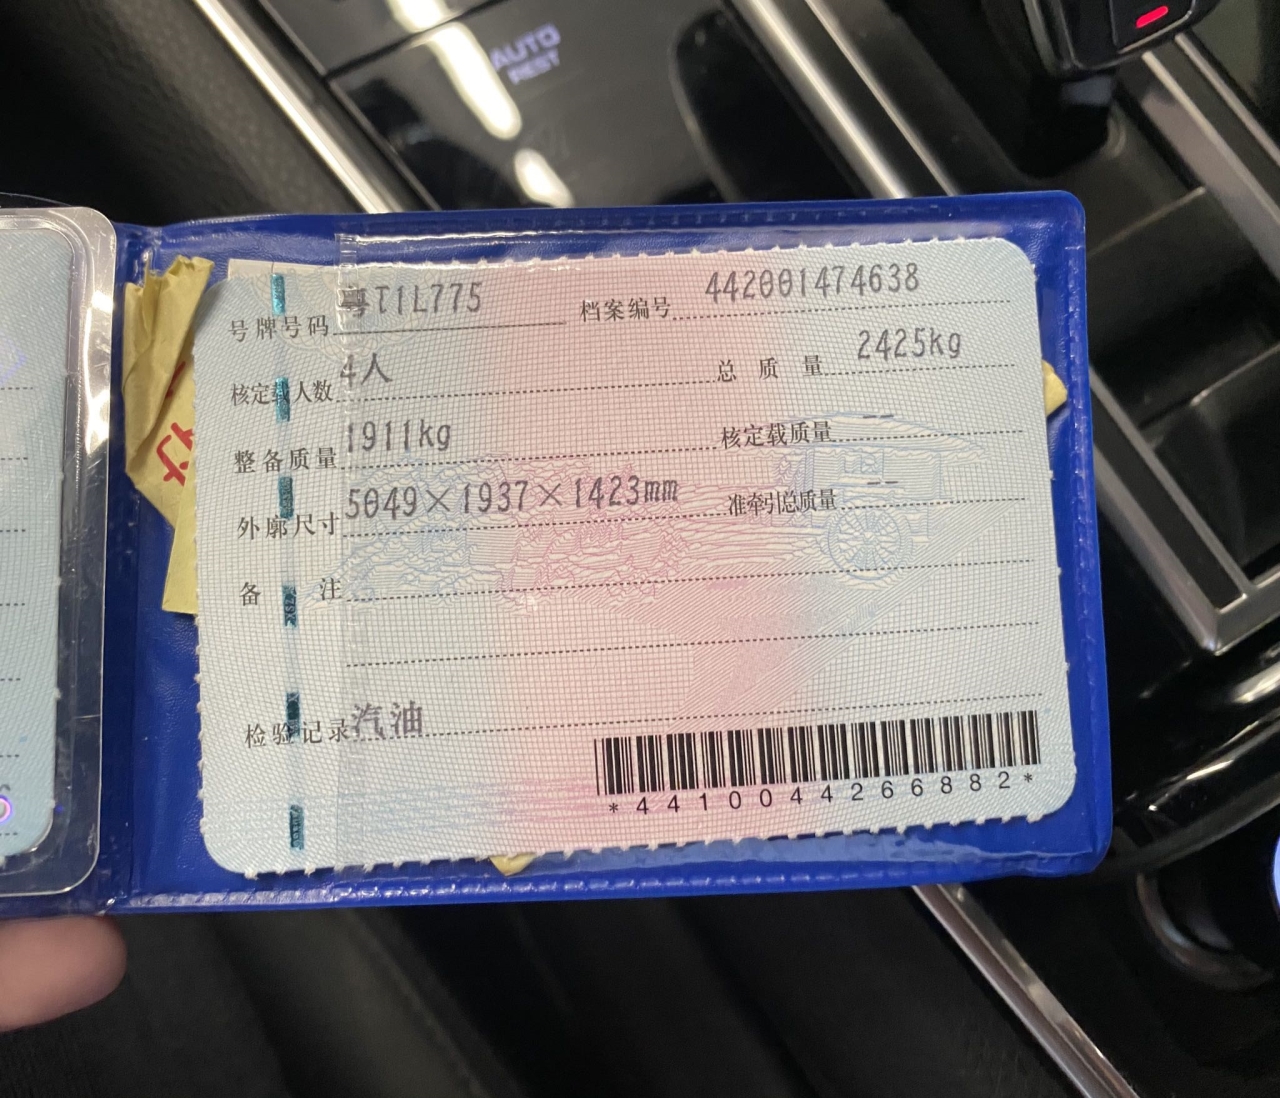 AUTO
REST
号牌号码 粤T1L775 档案编号 442001474638
核定载人数 4人 总质量 2425kg
整备质量 1911kg 核定载质量 --
外廓尺寸 5049×1937×1423mm 准牵引总质量 --
备注
检验记录 汽油
*4410044266882*